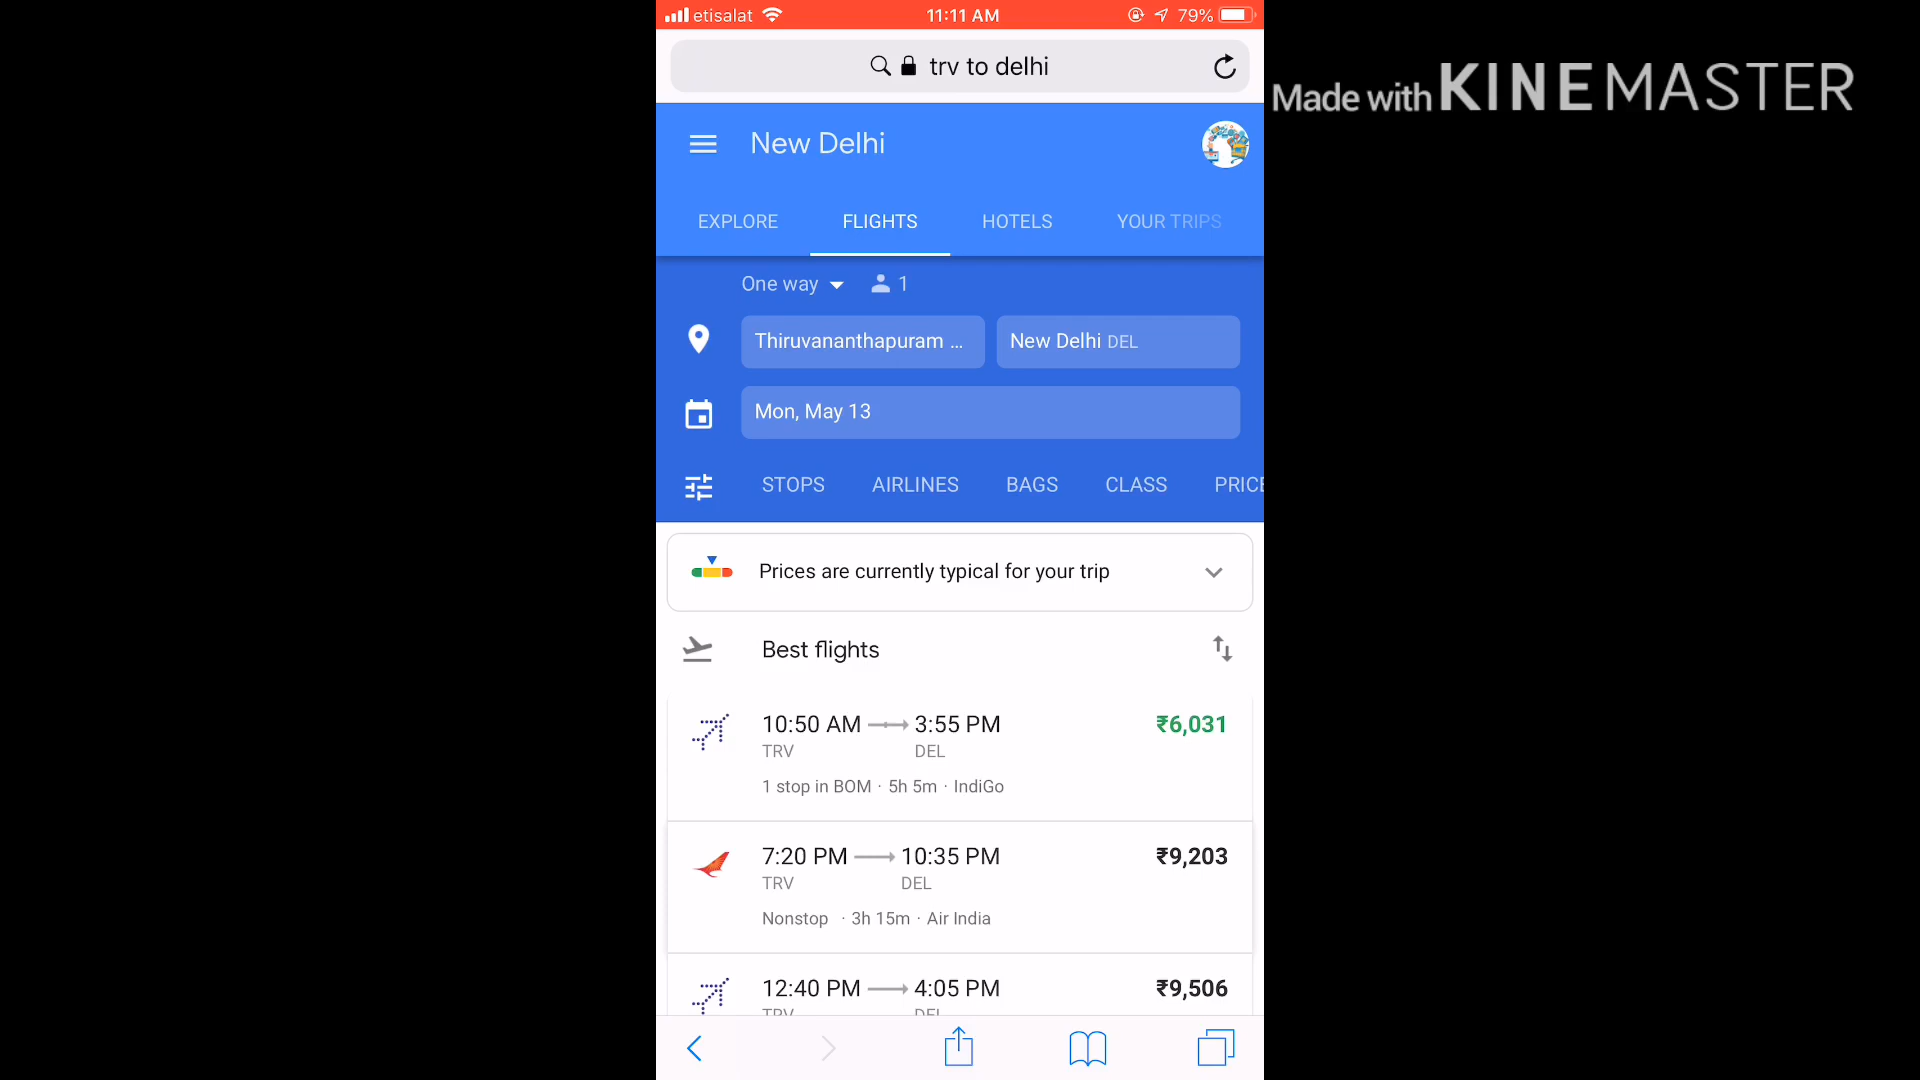 etisalat 11:11 AM 79%
trv to delhi
Made with KINEMASTER
New Delhi
EXPLORE FLIGHTS HOTELS YOUR TRIPS
One way 1
Thiruvananthapuram ... New Delhi DEL
Mon, May 13
STOPS AIRLINES BAGS CLASS PRICE
Prices are currently typical for your trip
Best flights
10:50 AM 3:55 PM ₹6,031
TRV DEL
1 stop in BOM · 5h 5m · IndiGo
7:20 PM 10:35 PM ₹9,203
TRV DEL
Nonstop · 3h 15m · Air India
12:40 PM 4:05 PM ₹9,506
TRV DEL